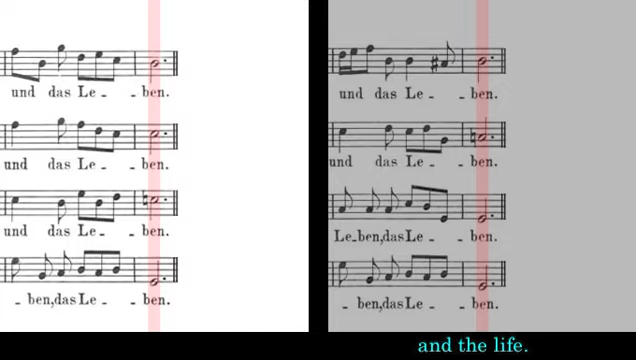 und das Le - - ben.
und das Le - - ben.
und das Le - - ben.
- ben,das Le - - ben.
und das Le - - ben.
und das Le - - ben.
Le-ben,das Le - - ben.
- ben,das Le - - ben.
and the life.